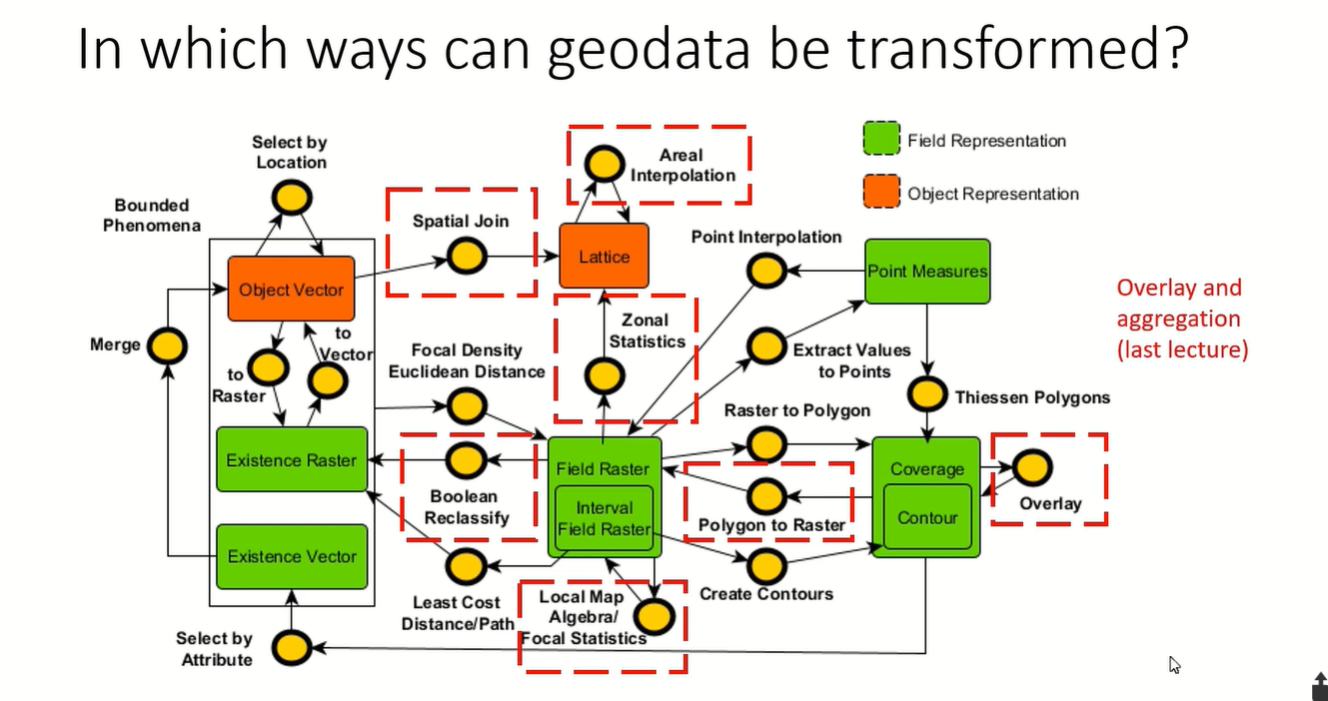 In which ways can geodata be transformed?
Select by
Location
Areal
Interpolation
Field Representation
Object Representation
Bounded
Phenomena
Spatial Join
Point Interpolation
Lattice
Point Measures
Object Vector
Overlay and
aggregation
(last lecture)
Merge
to
Vector
to
Raster
Focal Density
Euclidean Distance
Zonal
Statistics
Extract Values
to Points
Thiessen Polygons
Raster to Polygon
Existence Raster
Boolean
Reclassify
Field Raster
Interval
Field Raster
Polygon to Raster
Coverage
Contour
Overlay
Existence Vector
Least Cost
Distance/Path
Local Map
Algebra/
Focal Statistics
Create Contours
Select by
Attribute